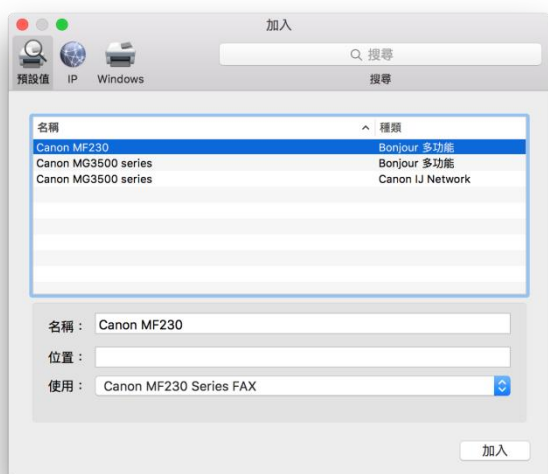 加入
搜尋
預設值 IP Windows 搜尋
名稱 種類
Canon MF230 Bonjour 多功能
Canon MG3500 series Bonjour 多功能
Canon MG3500 series Canon IJ Network
名稱： Canon MF230
位置：
使用： Canon MF230 Series FAX
加入